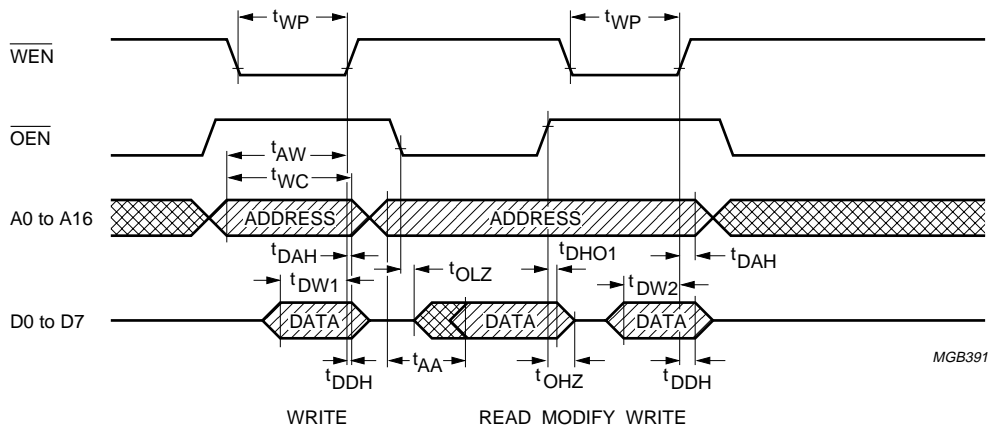 tWP tWP
WEN
OEN
tAW
tWC
A0 to A16 ADDRESS ADDRESS
tDAH tDHO1 tDAH
tOLZ
tDW1 tDW2
D0 to D7 DATA DATA DATA
tDDH tAA tOHZ tDDH
MGB391
WRITE READ MODIFY WRITE